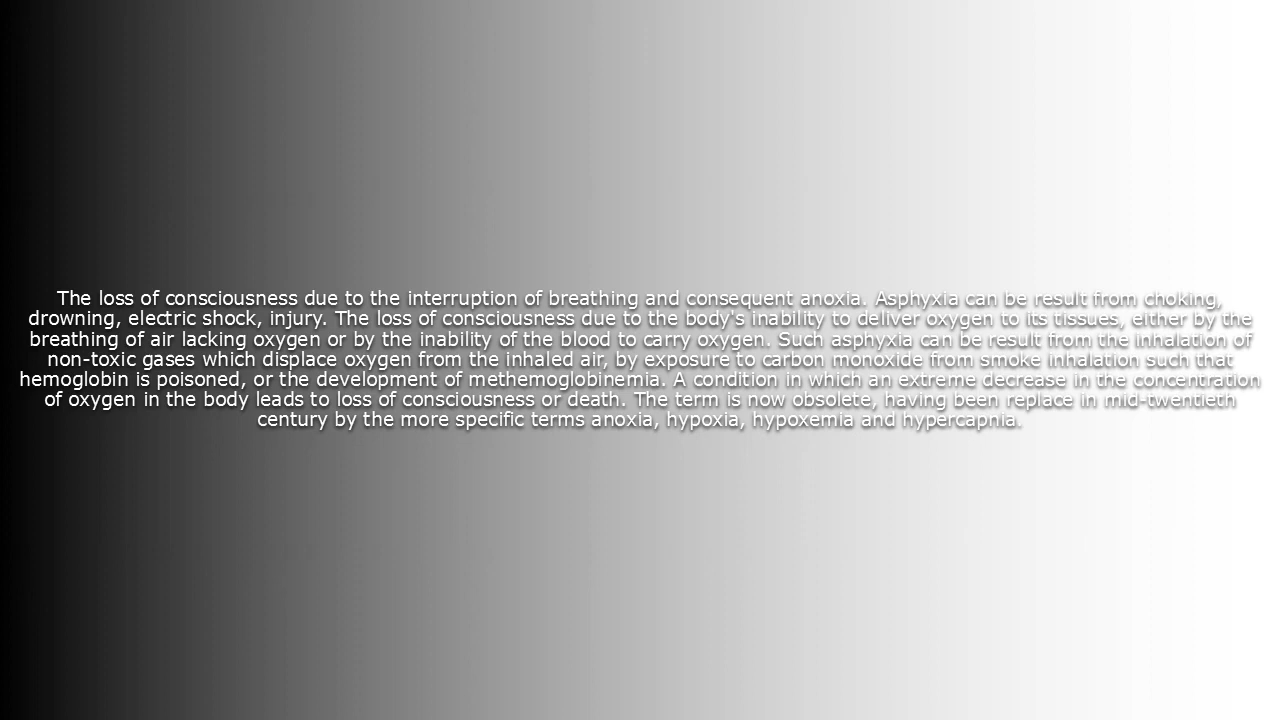 The loss of consciousness due to the interruption of breathing and consequent anoxia. Asphyxia can be result from choking,
drowning, electric shock, injury. The loss of consciousness due to the body's inability to deliver oxygen to its tissues, either by the
breathing of air lacking oxygen or by the inability of the blood to carry oxygen. Such asphyxia can be result from the inhalation of
non-toxic gases which displace oxygen from the inhaled air, by exposure to carbon monoxide from smoke inhalation such that
hemoglobin is poisoned, or the development of methemoglobinemia. A condition in which an extreme decrease in the concentration
of oxygen in the body leads to loss of consciousness or death. The term is now obsolete, having been replace in mid-twentieth
century by the more specific terms anoxia, hypoxia, hypoxemia and hypercapnia.